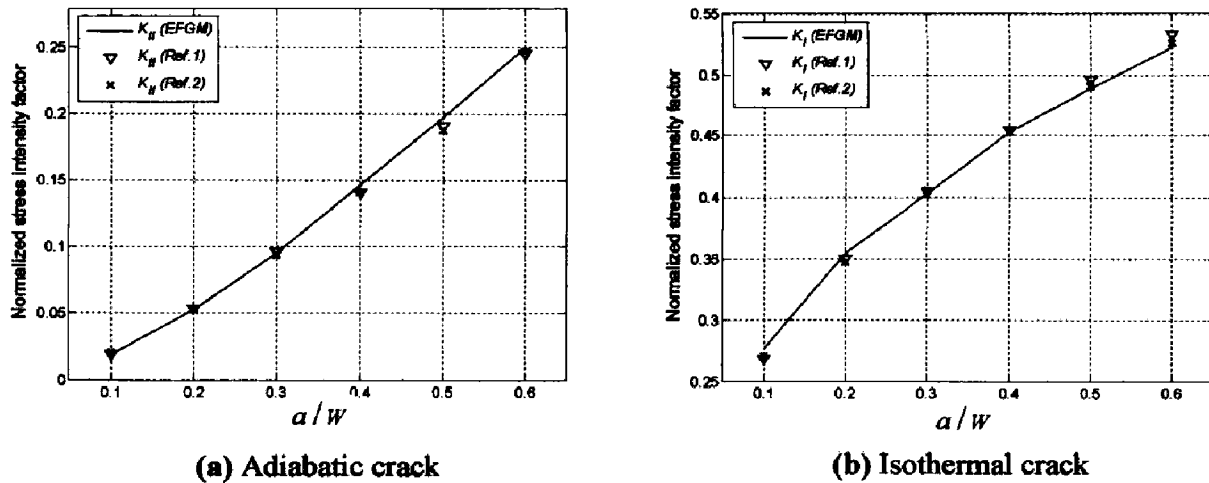 K_II (EFGM)
K_II (Ref.1)
K_II (Ref.2)
Normalized stress intensity factor
0.25
0.2
0.15
0.1
0.05
0
0.1 0.2 0.3 0.4 0.5 0.6
a / W
(a) Adiabatic crack
K_I (EFGM)
K_I (Ref.1)
K_I (Ref.2)
Normalized stress intensity factor
0.55
0.5
0.45
0.4
0.35
0.3
0.25
0.1 0.2 0.3 0.4 0.5 0.6
a / W
(b) Isothermal crack